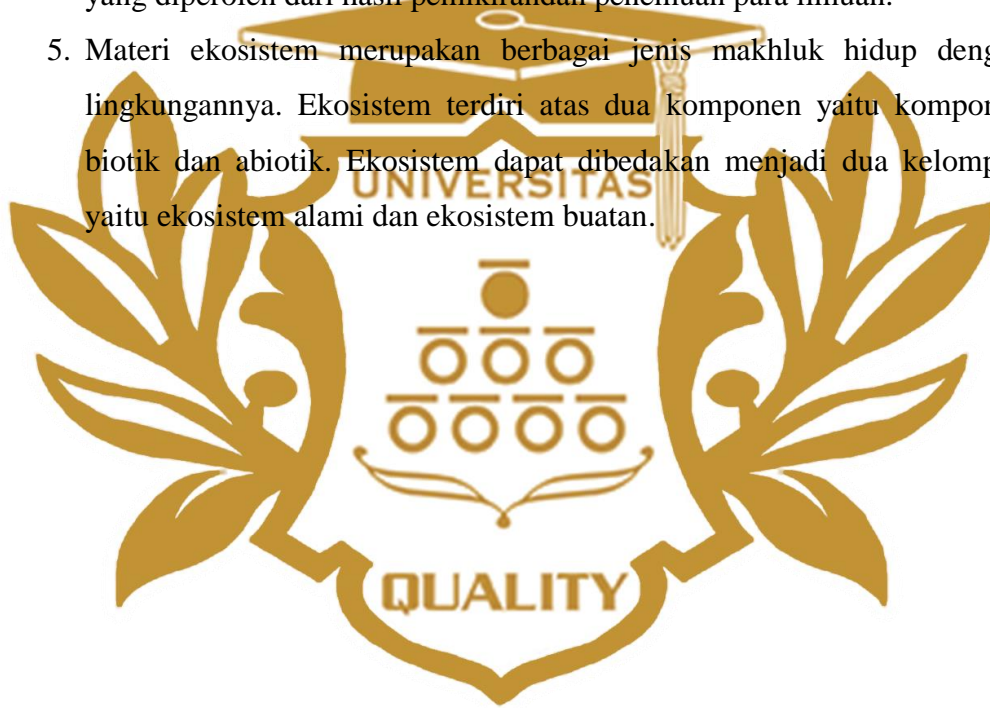 yang diperoleh dari hasil pemikirandan penemuan para ilmuan.
5. Materi ekosistem merupakan berbagai jenis makhluk hidup deng
lingkungannya. Ekosistem terdiri atas dua komponen yaitu kompon
biotik dan abiotik. Ekosistem dapat dibedakan menjadi dua kelomp
UNIVERSITAS
yaitu ekosistem alami dan ekosistem buatan.
QUALITY